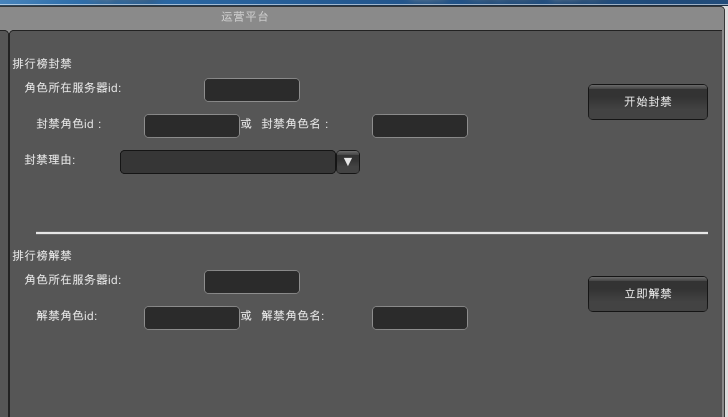 运营平台
排行榜封禁
角色所在服务器id:
开始封禁
封禁角色id： 或 封禁角色名：
封禁理由:
▼
排行榜解禁
角色所在服务器id:
立即解禁
解禁角色id: 或 解禁角色名: